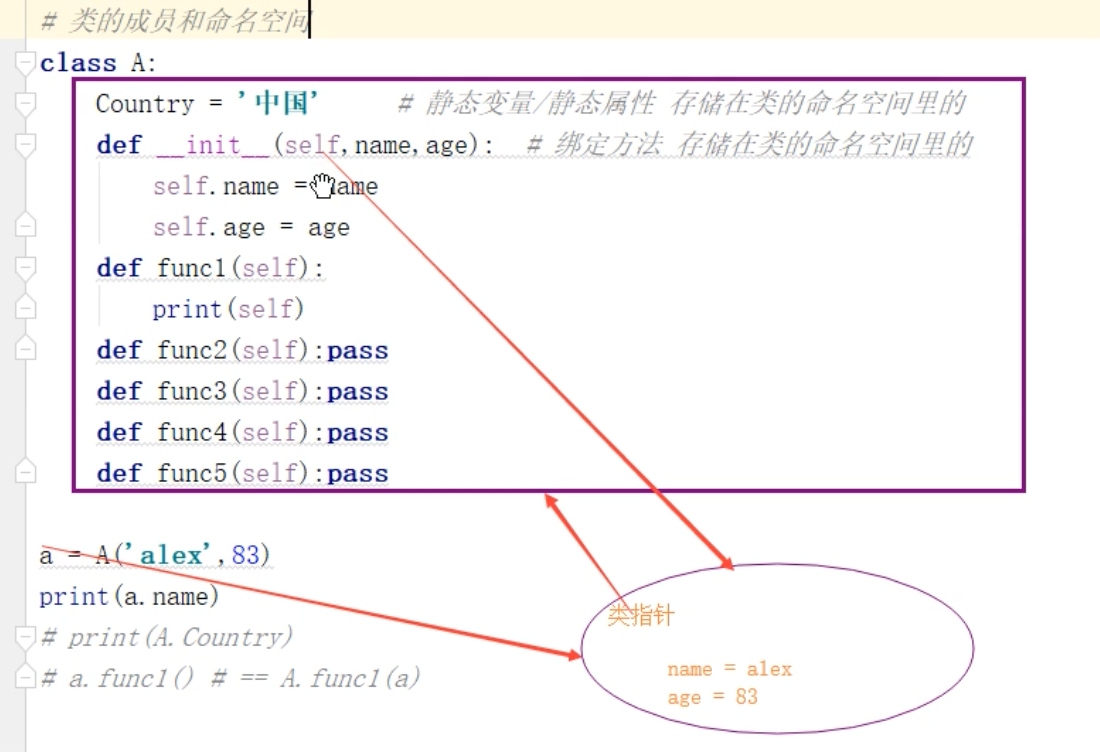 # 类的成员和命名空间
class A:
Country = '中国' # 静态变量/静态属性 存储在类的命名空间里的
def __init__(self,name,age): # 绑定方法 存储在类的命名空间里的
self.name = name
self.age = age
def func1(self):
print(self)
def func2(self):pass
def func3(self):pass
def func4(self):pass
def func5(self):pass
a = A('alex',83)
print(a.name)
# print(A.Country)
# a.func1() # == A.func1(a)
类指针
name = alex
age = 83